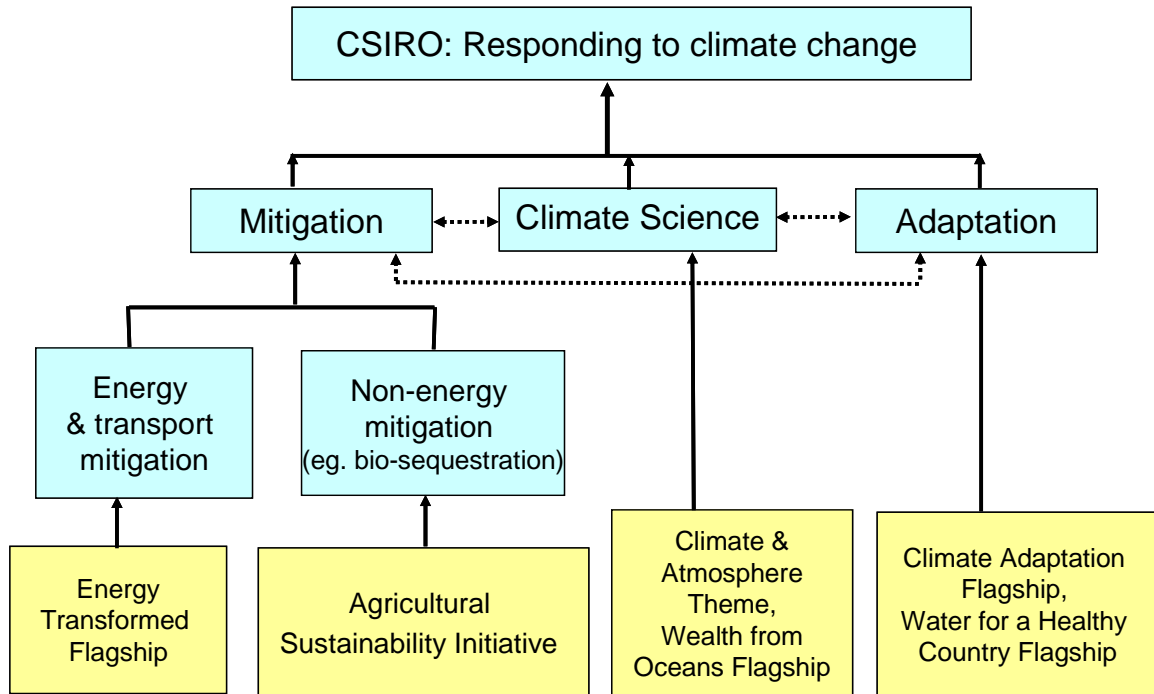 CSIRO: Responding to climate change
Mitigation
Climate Science
Adaptation
Energy
& transport
mitigation
Non-energy
mitigation
(eg. bio-sequestration)
Energy
Transformed
Flagship
Agricultural
Sustainability Initiative
Climate &
Atmosphere
Theme,
Wealth from
Oceans Flagship
Climate Adaptation
Flagship,
Water for a Healthy
Country Flagship